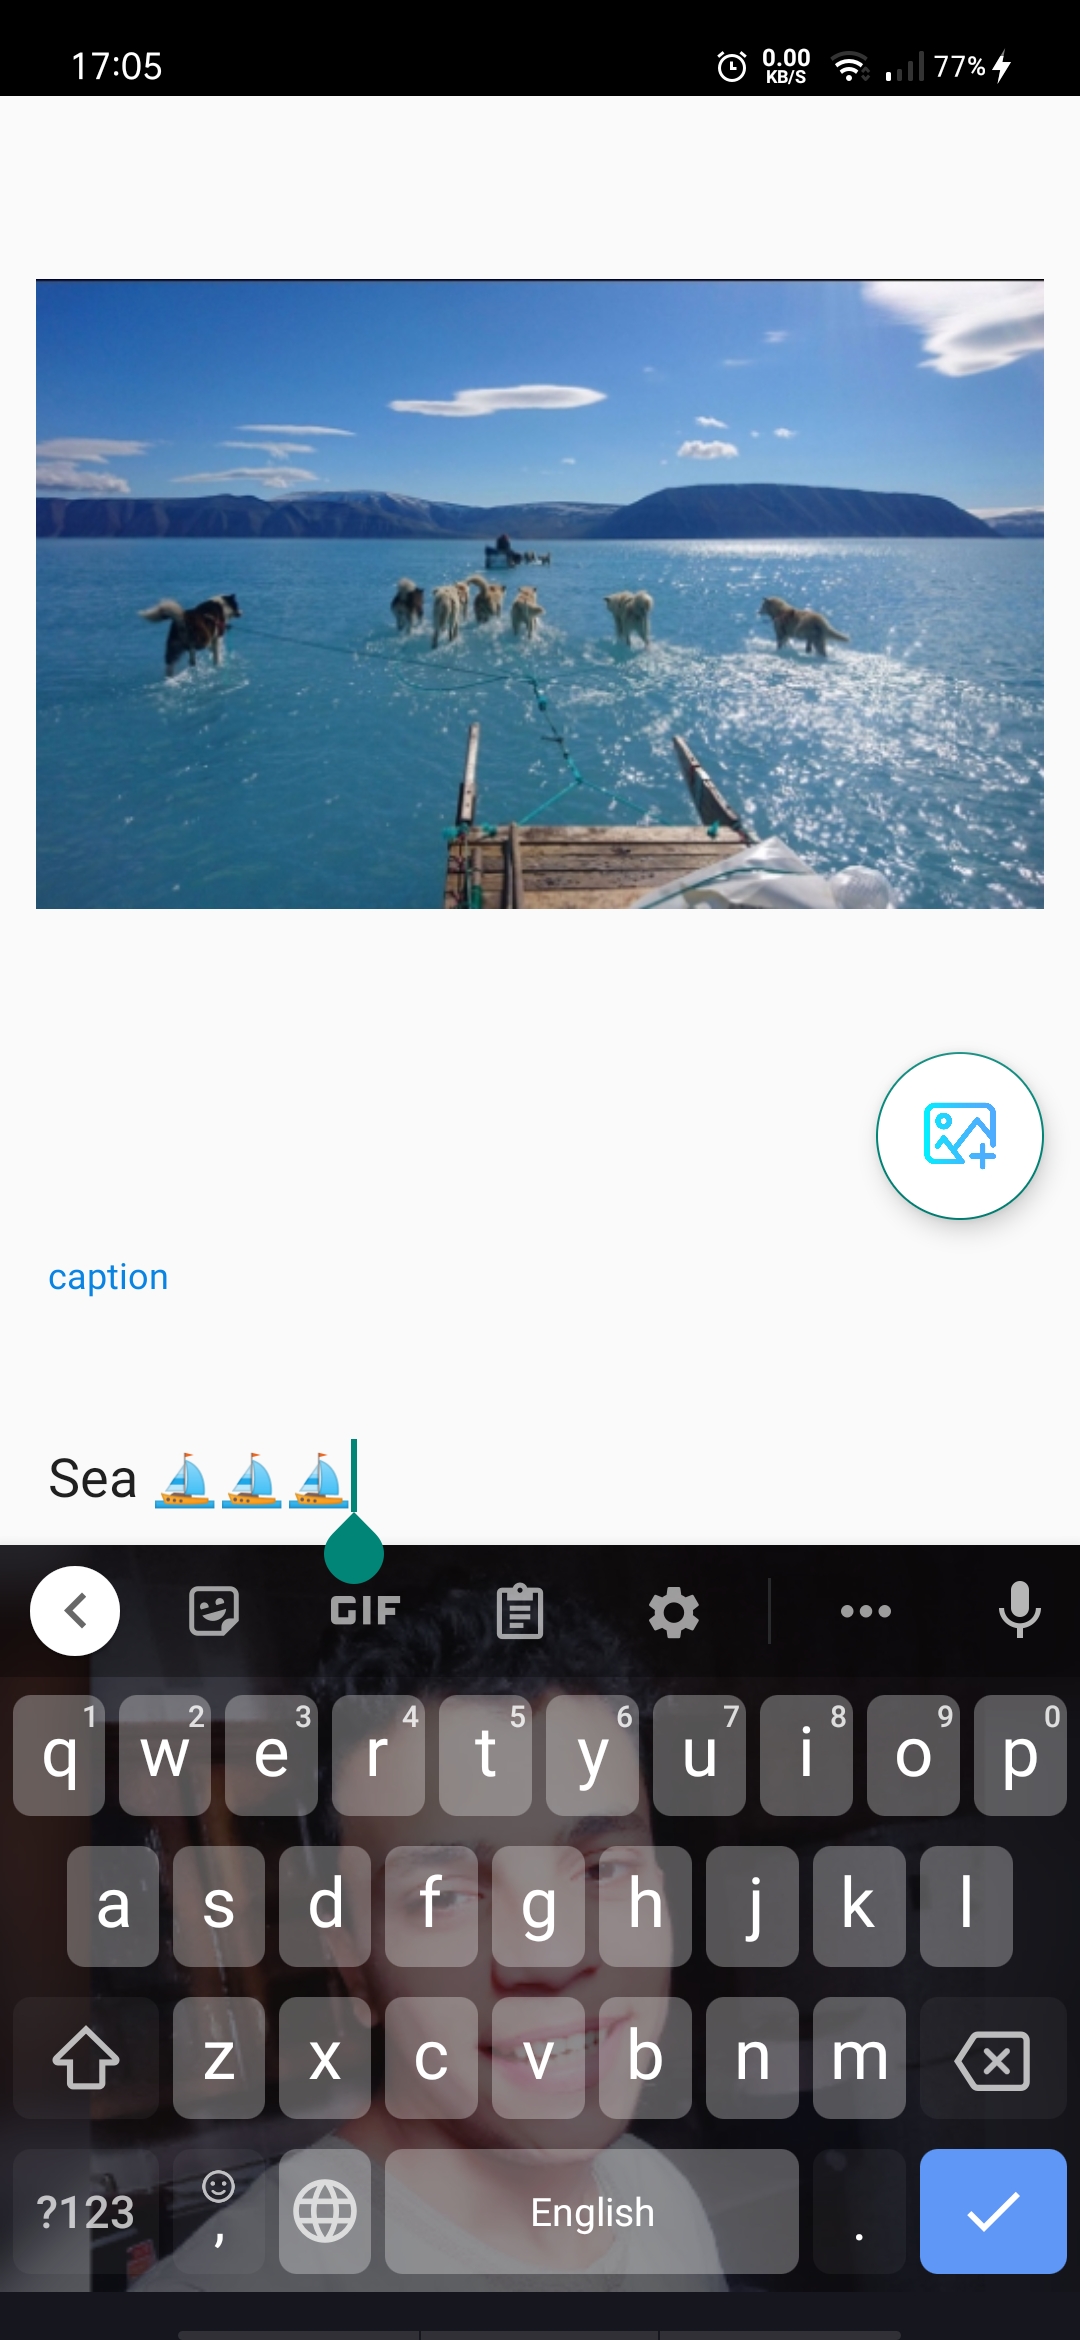 17:05 0.00 KB/S 77%
caption
Sea ⛵⛵⛵
GIF
1 2 3 4 5 6 7 8 9 0
q w e r t y u i o p
a s d f g h j k l
z x c v b n m
?123 , English .